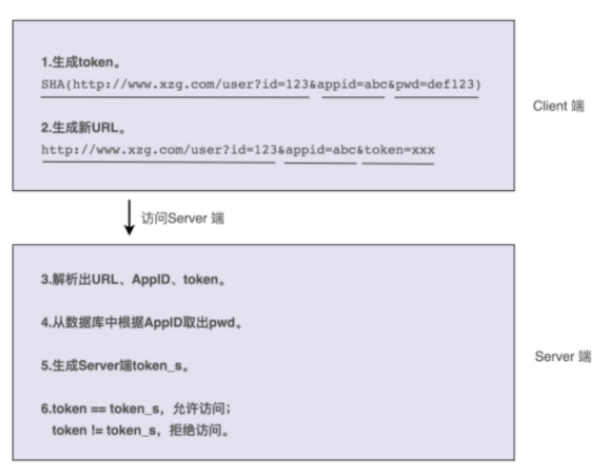 1.生成token。
SHA(http://www.xzg.com/user?id=123&appid=abc&pwd=def123)
2.生成新URL。
http://www.xzg.com/user?id=123&appid=abc&token=xxx
Client 端
访问Server 端
3.解析出URL、AppID、token。
4.从数据库中根据AppID取出pwd。
5.生成Server端token_s。
6.token == token_s，允许访问；
token != token_s，拒绝访问。
Server 端